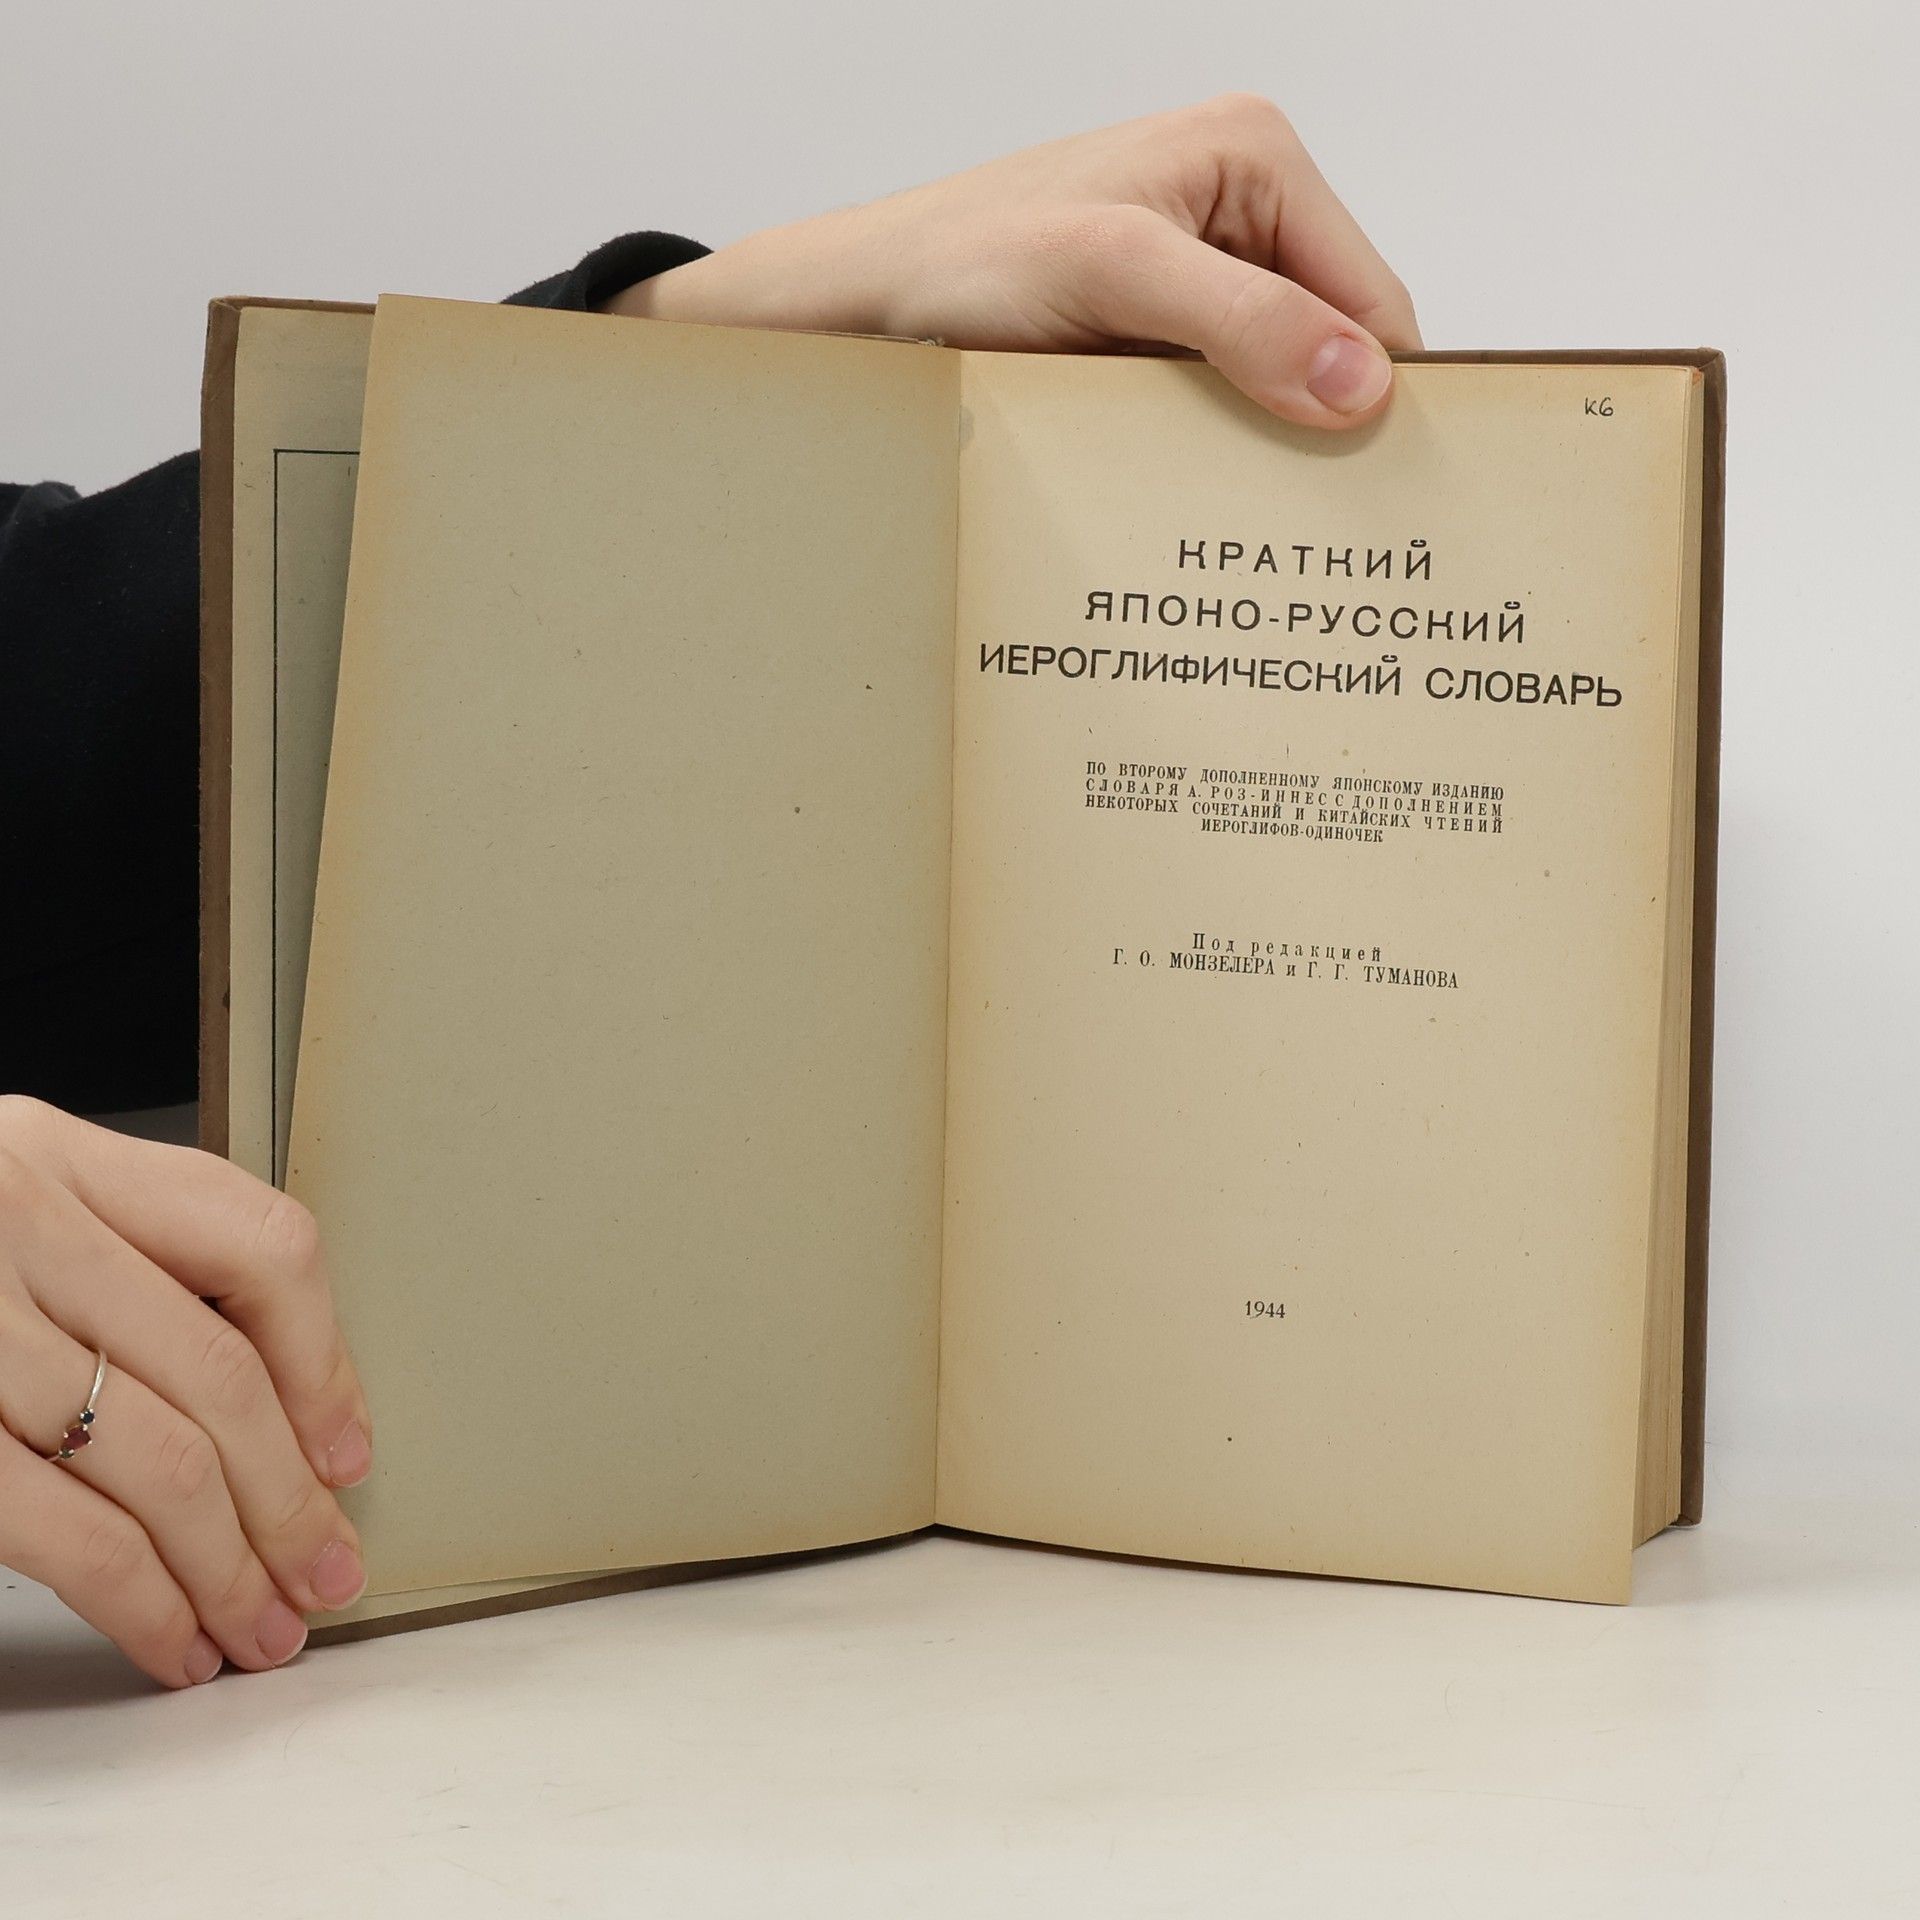 к6
КРАТКИЙ
ЯПОНО-РУССКИЙ
ИЕРОГЛИФИЧЕСКИЙ СЛОВАРЬ
ПО ВТОРОМУ ДОПОЛНЕННОМУ ЯПОНСКОМУ ИЗДАНИЮ
СЛОВАРЯ А. РОЗ-ИННЕС С ДОПОЛНЕНИЕМ
НЕКОТОРЫХ СОЧЕТАНИЙ И КИТАЙСКИХ ЧТЕНИЙ
ИЕРОГЛИФОВ-ОДИНОЧЕК
Под редакцией
Г. О. МОНЗЕЛЕРА и Г. Г. ТУМАНОВА
1944